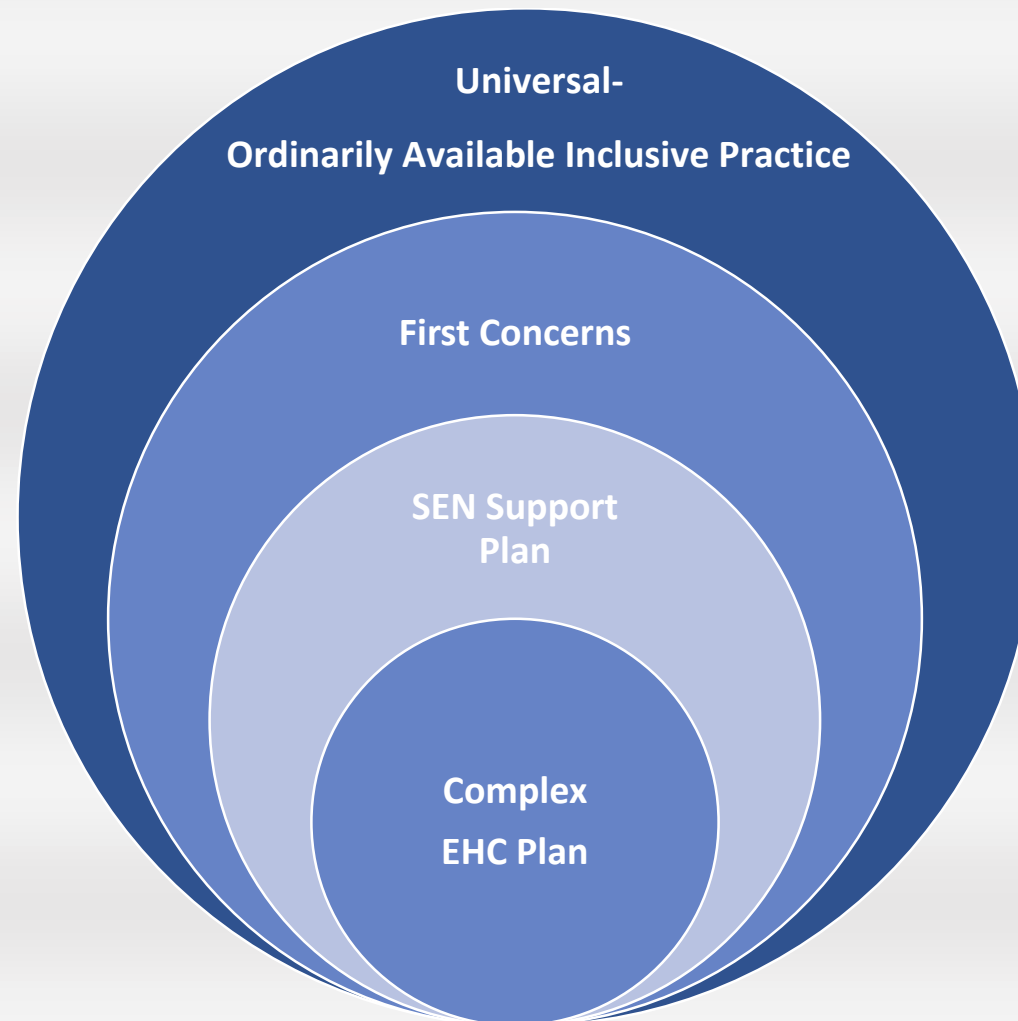 Universal-
Ordinarily Available Inclusive Practice
First Concerns
SEN Support
Plan
Complex
EHC Plan